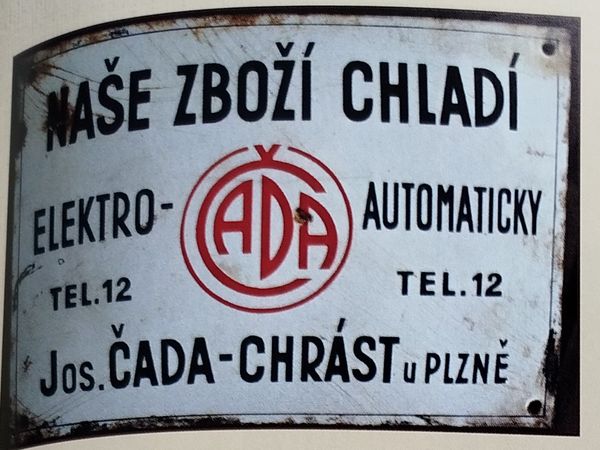 NAŠE ZBOŽÍ CHLADÍ
ELEKTRO- ČADA AUTOMATICKY
TEL.12 TEL.12
Jos. ČADA-CHRÁST u PLZNĚ